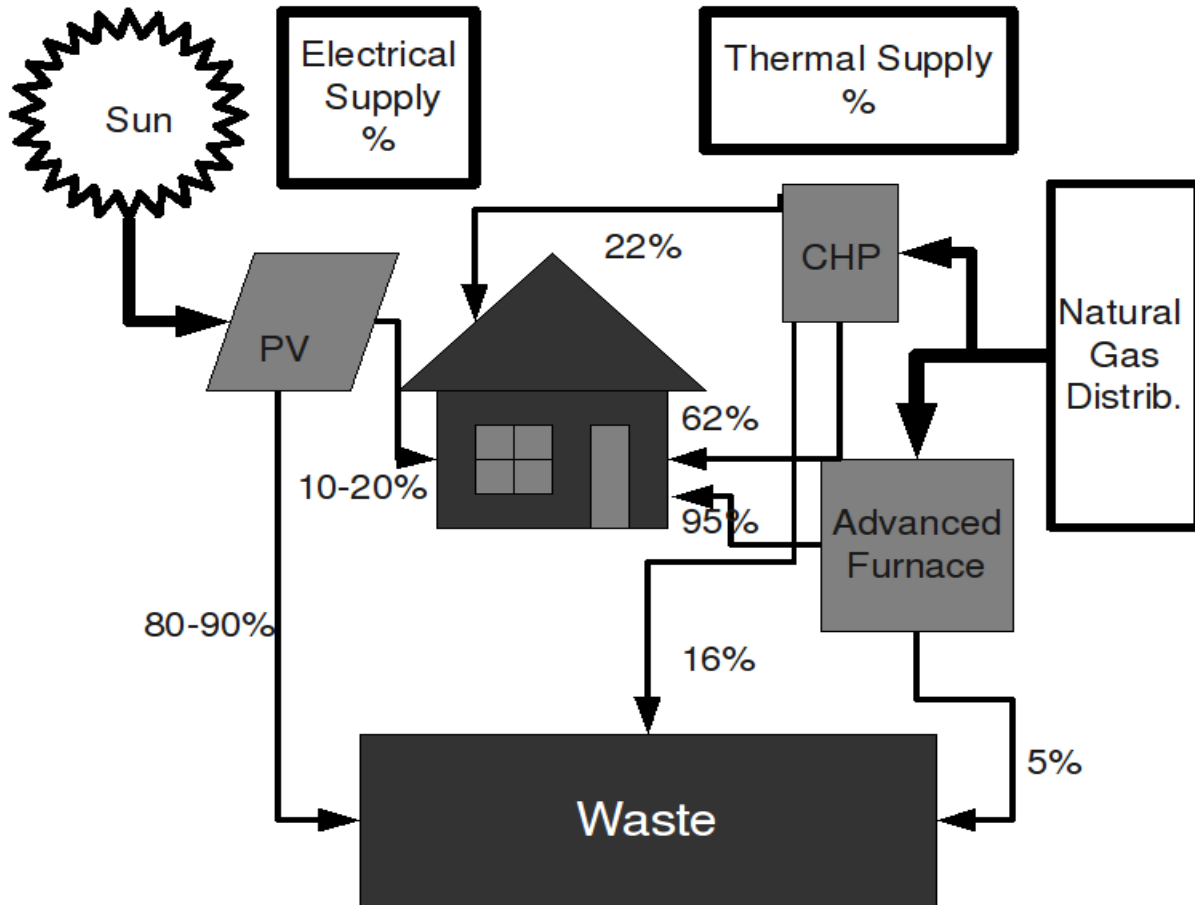 Sun
Electrical
Supply
%
Thermal Supply
%
22%
CHP
Natural
Gas
Distrib.
PV
62%
10-20%
95%
Advanced
Furnace
80-90%
16%
5%
Waste